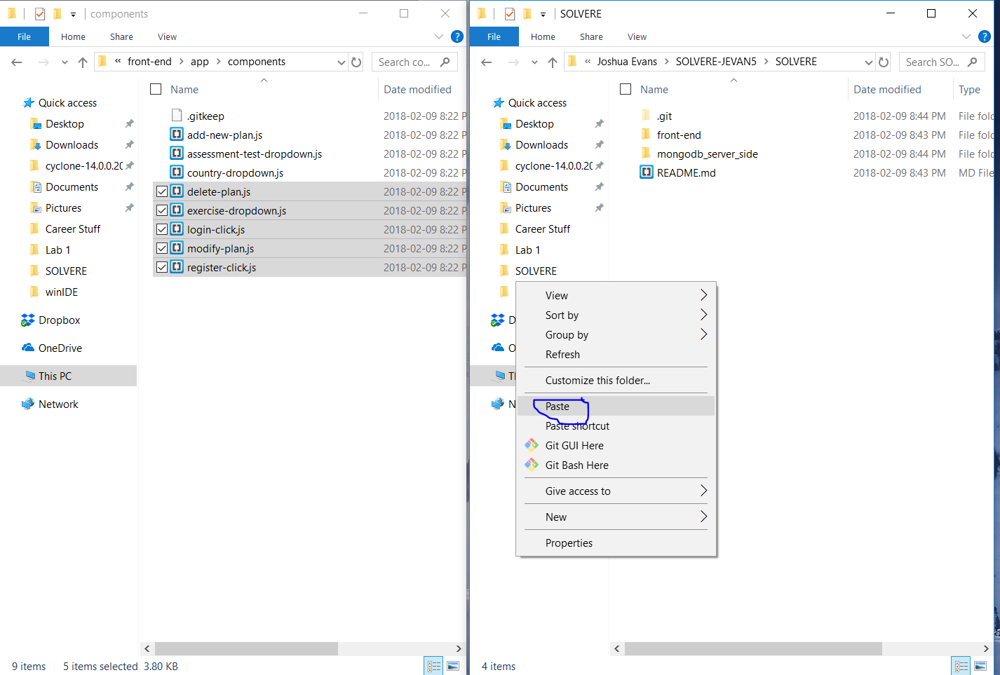 components
File Home Share View
front-end app components Search co...
Name Date modified
Quick access
Desktop
Downloads
cyclone-14.0.0.20
Documents
Pictures
Career Stuff
Lab 1
SOLVERE
winIDE
Dropbox
OneDrive
This PC
Network
.gitkeep 2018-02-09 8:22 P
add-new-plan.js 2018-02-09 8:22 P
assessment-test-dropdown.js 2018-02-09 8:22 P
country-dropdown.js 2018-02-09 8:22 P
delete-plan.js 2018-02-09 8:22 P
exercise-dropdown.js 2018-02-09 8:22 P
login-click.js 2018-02-09 8:22 P
modify-plan.js 2018-02-09 8:22 P
register-click.js 2018-02-09 8:22 P
9 items 5 items selected 3.80 KB
SOLVERE
File Home Share View
Joshua Evans SOLVERE-JEVAN5 SOLVERE Search SO...
Name Date modified Type
Quick access
Desktop
Downloads
cyclone-14.0.0.20
Documents
Pictures
Career Stuff
Lab 1
SOLVERE
.git 2018-02-09 8:44 PM File fold
front-end 2018-02-09 8:43 PM File fold
mongodb_server_side 2018-02-09 8:44 PM File fold
README.md 2018-02-09 8:43 PM MD File
View
Sort by
Group by
Refresh
Customize this folder...
Paste
Paste shortcut
Git GUI Here
Git Bash Here
Give access to
New
Properties
4 items